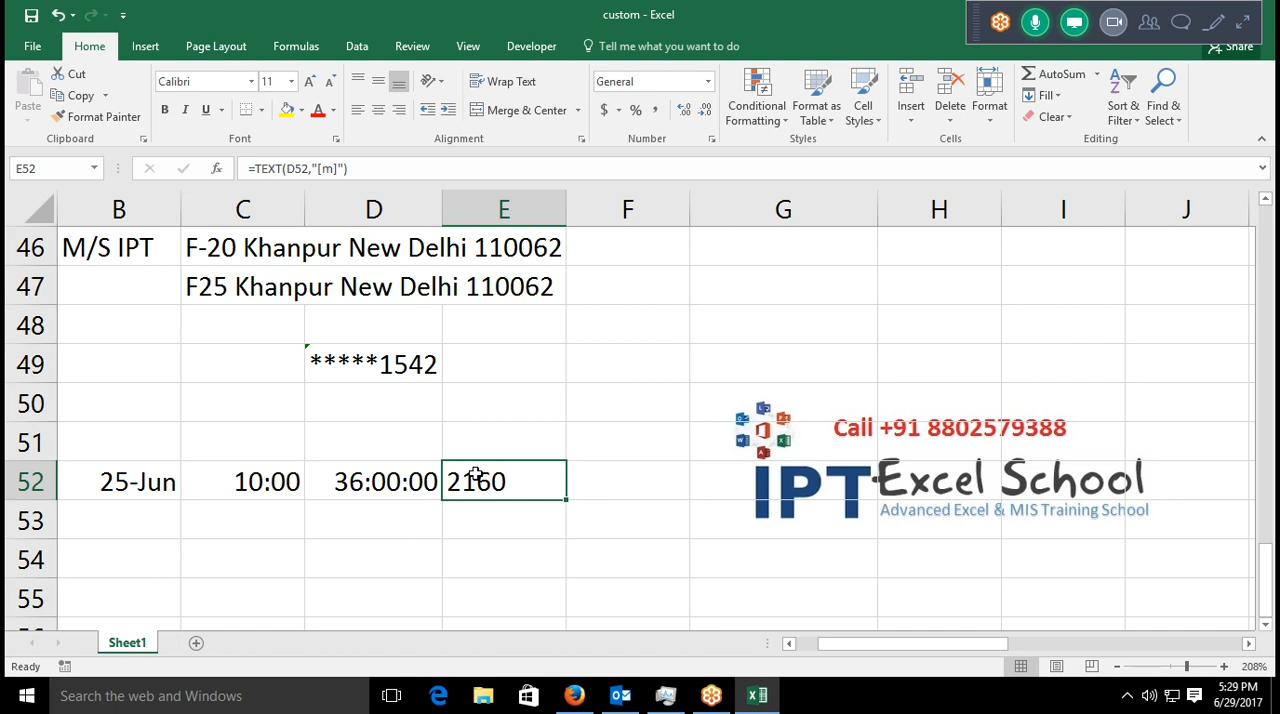 custom - Excel
File Home Insert Page Layout Formulas Data Review View Developer Tell me what you want to do Share
Paste Cut Copy Format Painter Clipboard
Calibri 11 B I U A Font
Wrap Text Merge & Center Alignment
General $ % , Number
Conditional Formatting Format as Table Cell Styles Styles
Insert Delete Format Cells
AutoSum Fill Clear Sort & Filter Find & Select Editing
E52 fx =TEXT(D52,"[m]")
B C D E F G H I J
46 M/S IPT F-20 Khanpur New Delhi 110062
47 F25 Khanpur New Delhi 110062
48
49 *****1542
50
51 Call +91 8802579388
52 25-Jun 10:00 36:00:00 2160
IPT Excel School
Advanced Excel & MIS Training School
53
54
55
Sheet1
Ready 208%
Search the web and Windows
5:29 PM
6/29/2017